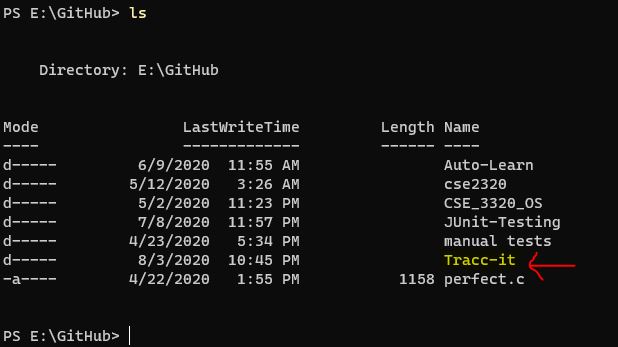 PS E:\GitHub> ls
Directory: E:\GitHub
Mode LastWriteTime Length Name
---- ------------- ------ ----
d----- 6/9/2020 11:55 AM Auto-Learn
d----- 5/12/2020 3:26 AM cse2320
d----- 5/2/2020 11:23 PM CSE_3320_OS
d----- 7/8/2020 11:57 PM JUnit-Testing
d----- 4/23/2020 5:34 PM manual tests
d----- 8/3/2020 10:45 PM Tracc-it
-a---- 4/22/2020 1:55 PM 1158 perfect.c
PS E:\GitHub>